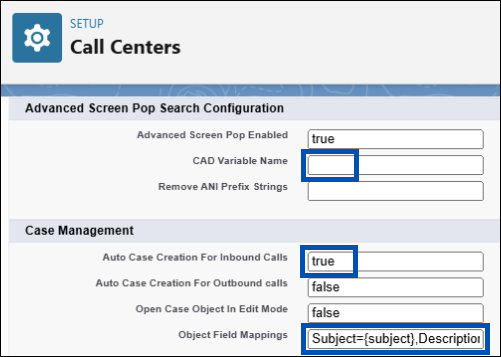 SETUP
Call Centers
Advanced Screen Pop Search Configuration
Advanced Screen Pop Enabled true
CAD Variable Name
Remove ANI Prefix Strings
Case Management
Auto Case Creation For Inbound Calls true
Auto Case Creation For Outbound calls false
Open Case Object In Edit Mode false
Object Field Mappings Subject={subject},Description